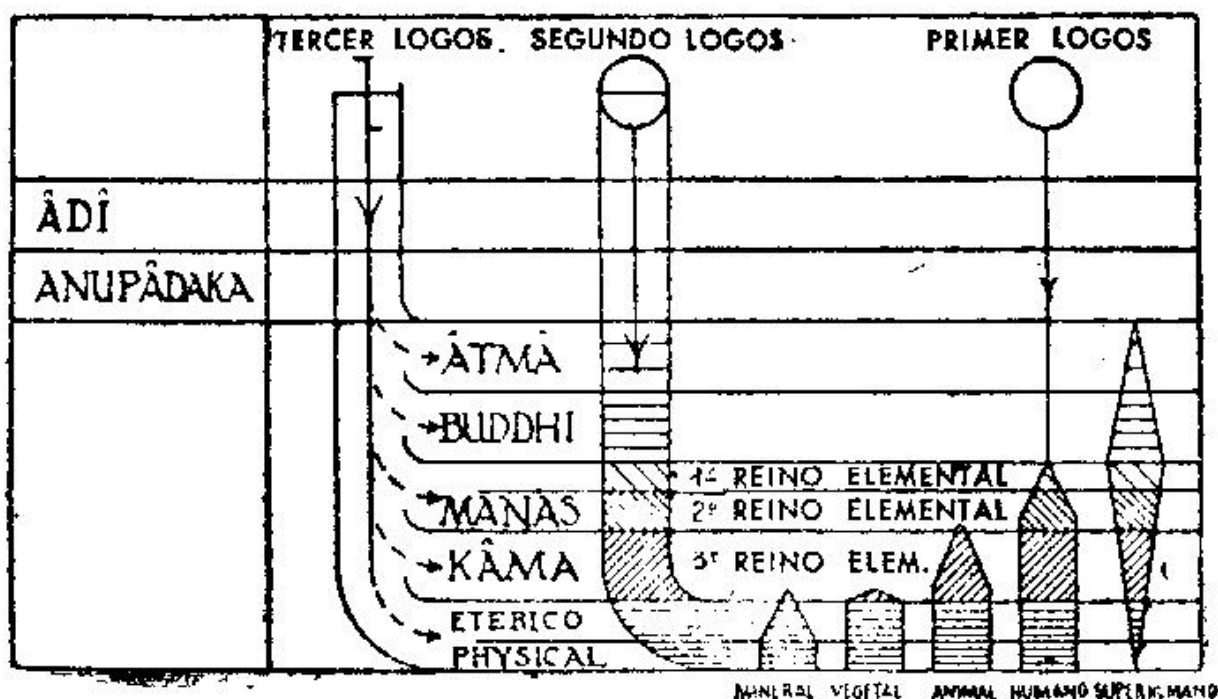 TERCER LOGOS. SEGUNDO LOGOS. PRIMER LOGOS
ÂDÎ
ANUPÂDAKA
ÂTMÂ
BUDDHI
1er REINO ELEMENTAL
MANAS 2º REINO ELEMENTAL
KÂMA 3er REINO ELEM.
ETERICO
PHYSICAL
MINERAL VEGETAL ANIMAL HUMANO SUPERHUMANO